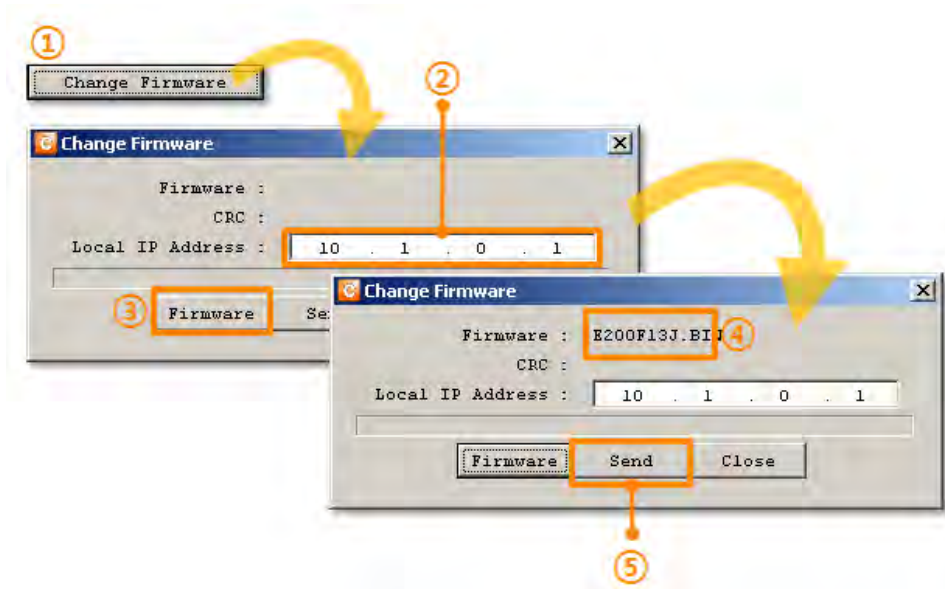 ①
Change Firmware
②
Change Firmware
Firmware :
CRC :
Local IP Address : 10 . 1 . 0 . 1
③ Firmware Se
Change Firmware
Firmware : E200F13J.BIN ④
CRC :
Local IP Address : 10 . 1 . 0 . 1
Firmware Send Close
⑤